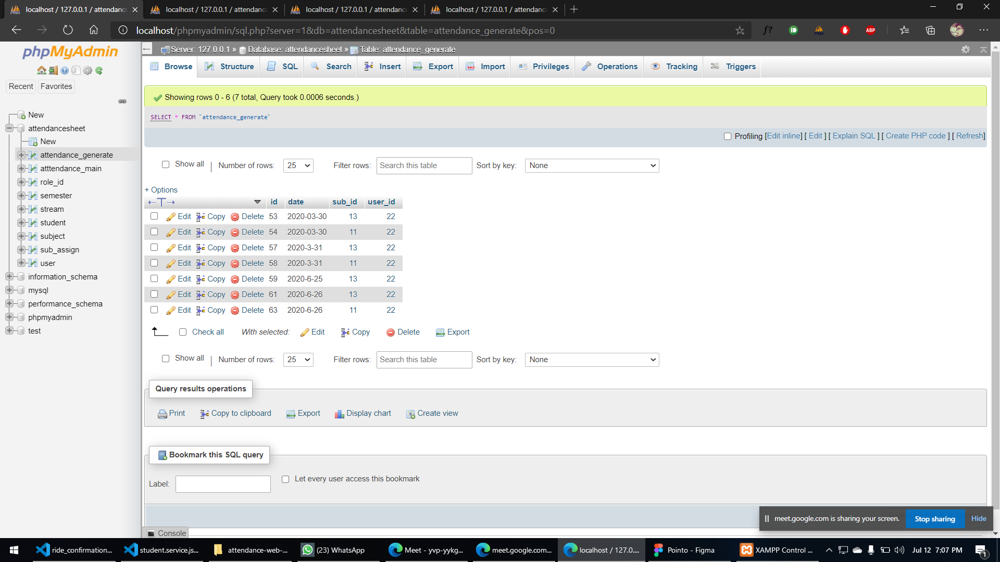 localhost / 127.0.0.1 / attendanc
localhost / 127.0.0.1 / attendanc
localhost / 127.0.0.1 / attendanc
localhost / 127.0.0.1 / attendanc
localhost/phpmyadmin/sql.php?server=1&db=attendancesheet&table=attendance_generate&pos=0
f?
PMA
ABP
phpMyAdmin
Recent
Favorites
New
attendancesheet
New
attendance_generate
atttendance_main
role_id
semester
stream
student
subject
sub_assign
user
information_schema
mysql
performance_schema
phpmyadmin
test
Server: 127.0.0.1 » Database: attendancesheet » Table: attendance_generate
Browse Structure SQL Search Insert Export Import Privileges Operations Tracking Triggers
Showing rows 0 - 6 (7 total, Query took 0.0006 seconds.)
SELECT * FROM `attendance_generate`
Profiling [Edit inline] [ Edit ] [ Explain SQL ] [ Create PHP code ] [ Refresh]
Show all | Number of rows: 25 Filter rows: Search this table Sort by key: None
+ Options
←T→ id date sub_id user_id
Edit Copy Delete 53 2020-03-30 13 22
Edit Copy Delete 54 2020-03-30 11 22
Edit Copy Delete 57 2020-3-31 13 22
Edit Copy Delete 58 2020-3-31 11 22
Edit Copy Delete 59 2020-6-25 13 22
Edit Copy Delete 61 2020-6-26 13 22
Edit Copy Delete 63 2020-6-26 11 22
Check all With selected: Edit Copy Delete Export
Show all | Number of rows: 25 Filter rows: Search this table Sort by key: None
Query results operations
Print Copy to clipboard Export Display chart Create view
Bookmark this SQL query
Label: Let every user access this bookmark
meet.google.com is sharing your screen. Stop sharing Hide
Console
ride_confirmation... student.service.js... attendance-web-... (23) WhatsApp Meet - yvp-yykg... meet.google.com... localhost / 127.0.... Pointo - Figma XAMPP Control ... Jul 12 7:07 PM 1